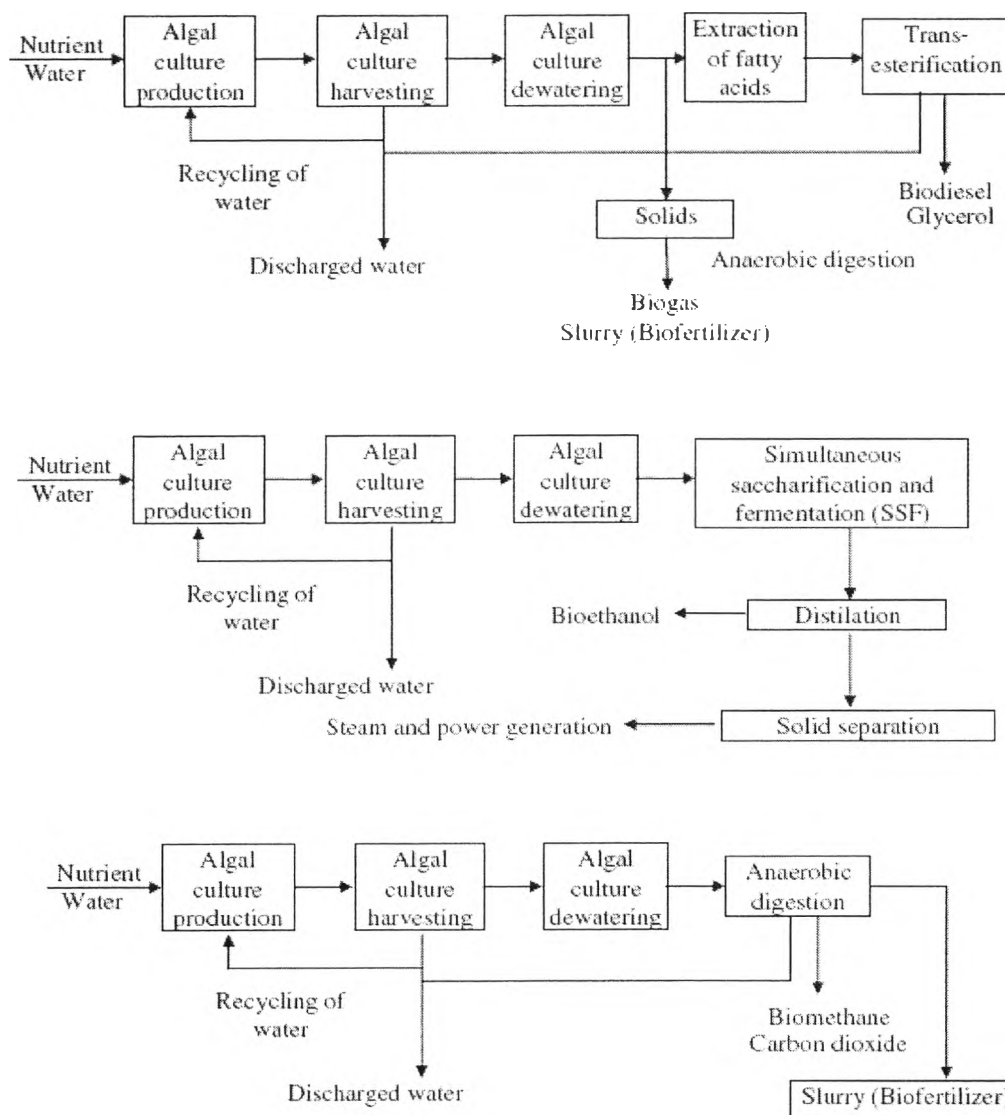 Nutrient
Water
Algal
culture
production
Algal
culture
harvesting
Algal
culture
dewatering
Extraction
of fatty
acids
Trans-
esterification
Recycling of
water
Discharged water
Solids
Anaerobic digestion
Biogas
Slurry (Biofertilizer)
Biodiesel
Glycerol
Nutrient
Water
Algal
culture
production
Algal
culture
harvesting
Algal
culture
dewatering
Simultaneous
saccharification and
fermentation (SSF)
Recycling of
water
Discharged water
Bioethanol
Distilation
Steam and power generation
Solid separation
Nutrient
Water
Algal
culture
production
Algal
culture
harvesting
Algal
culture
dewatering
Anaerobic
digestion
Recycling of
water
Discharged water
Biomethane
Carbon dioxide
Slurry (Biofertilizer)